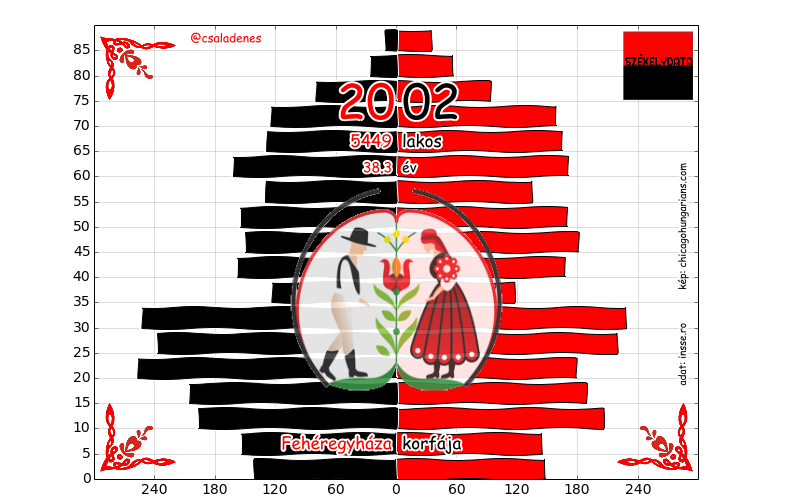 @csaladenes
SZÉKELYDATA
2002
5449 lakos
38.3 év
kép: chicagohungarians.com
adat: insse.ro
Fehéregyháza korfája
85
80
75
70
65
60
55
50
45
40
35
30
25
20
15
10
5
0
240 180 120 60 0 60 120 180 240